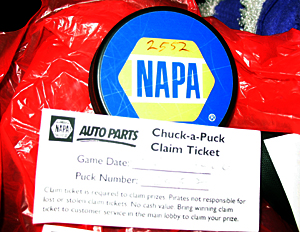 2552
NAPA
®
NAPA AUTO PARTS
Chuck-a-Puck
Claim Ticket
Game Date:
Puck Number:
Claim ticket is required to claim prizes. Pirates not responsible for
lost or stolen claim tickets. No cash value. Bring winning claim
ticket to customer service in the main lobby to claim your prize.